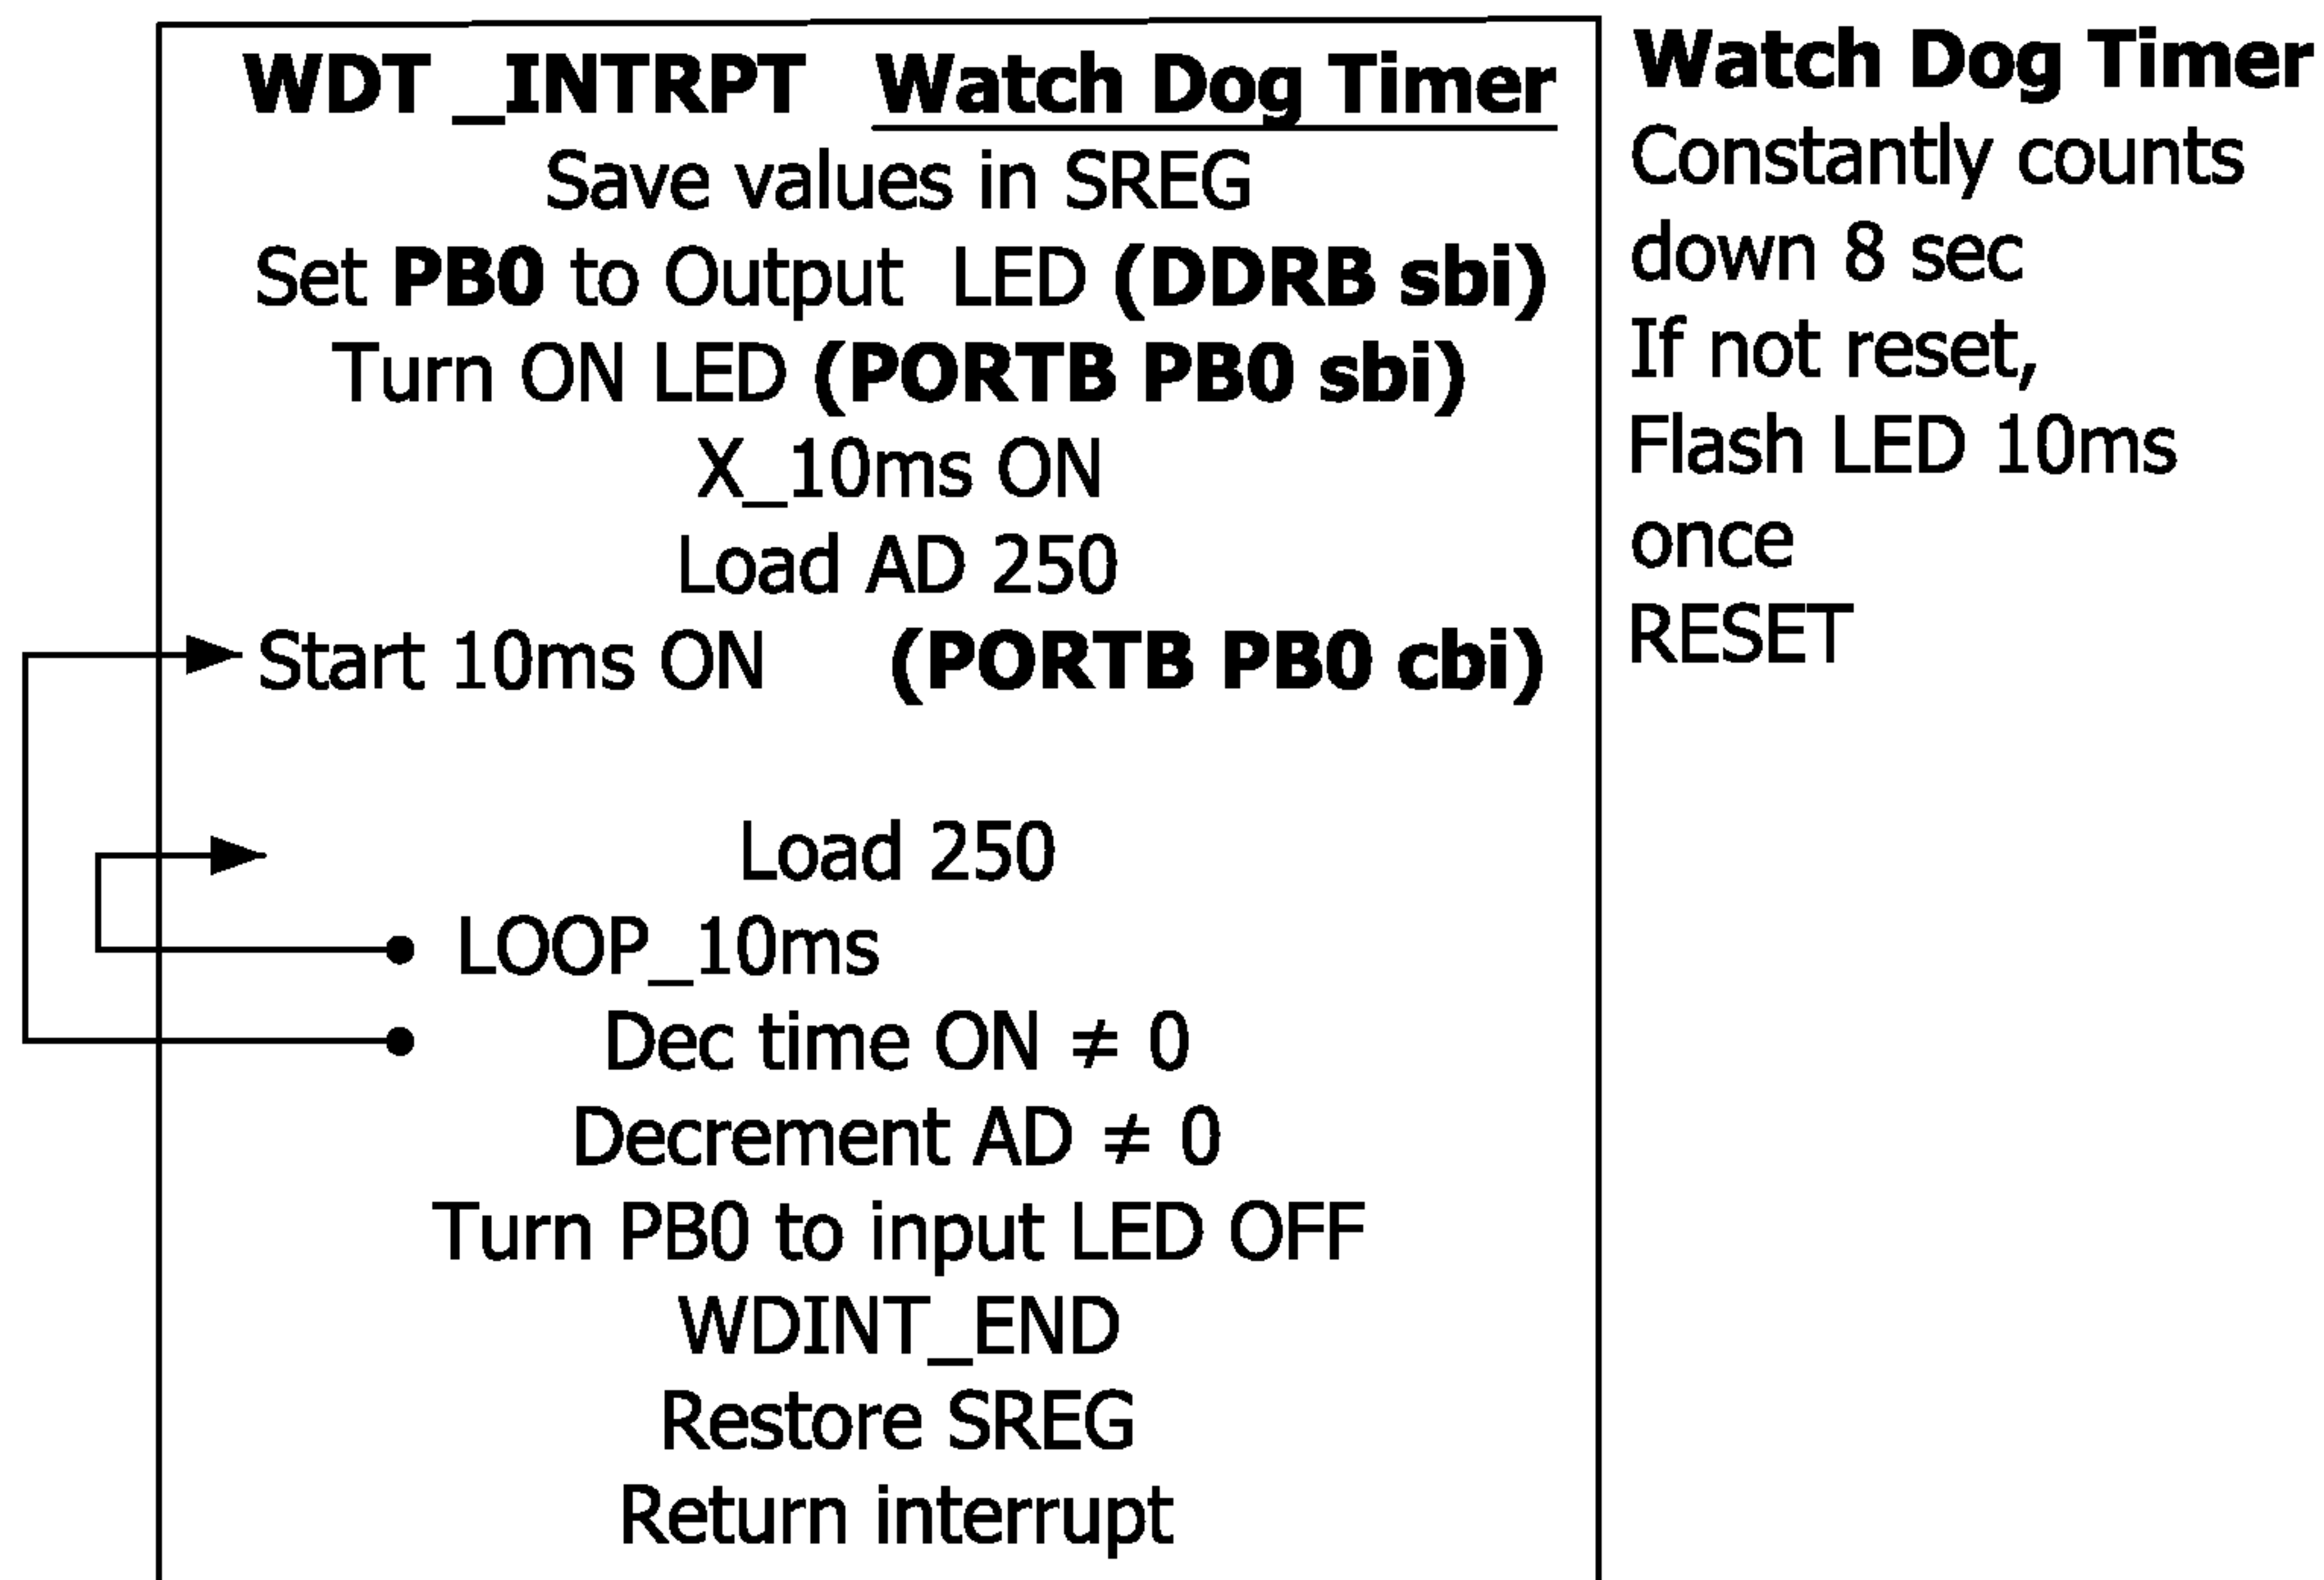 WDT _INTRPT Watch Dog Timer
Save values in SREG
Set PB0 to Output LED (DDRB sbi)
Turn ON LED (PORTB PB0 sbi)
X_10ms ON
Load AD 250
Start 10ms ON (PORTB PB0 cbi)
Load 250
LOOP_10ms
Dec time ON ≠ 0
Decrement AD ≠ 0
Turn PB0 to input LED OFF
WDINT_END
Restore SREG
Return interrupt
Watch Dog Timer
Constantly counts
down 8 sec
If not reset,
Flash LED 10ms
once
RESET